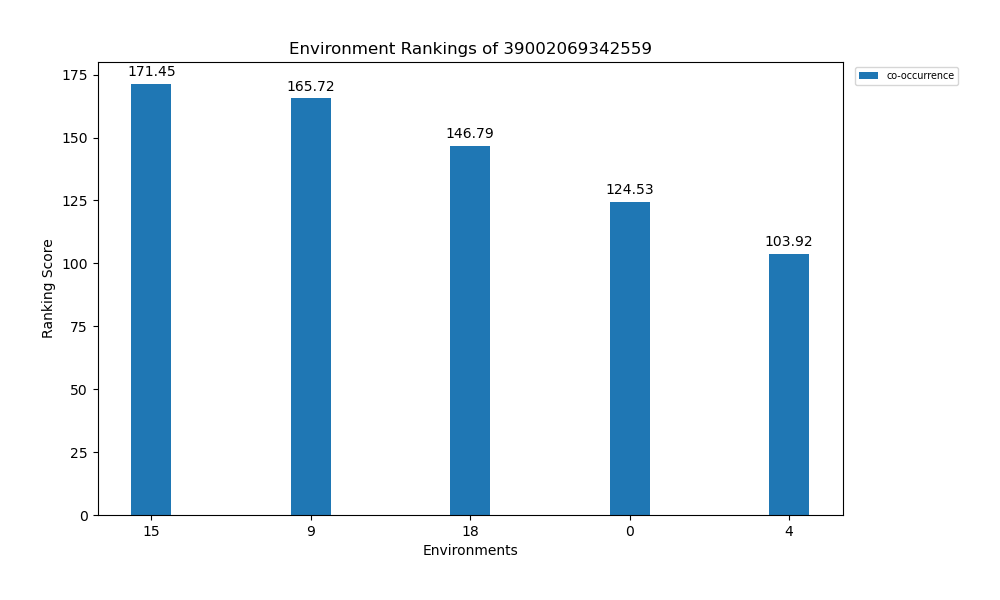 Environment Rankings of 39002069342559
co-occurrence
Ranking Score
175
150
125
100
75
50
25
0
171.45
165.72
146.79
124.53
103.92
15 9 18 0 4
Environments